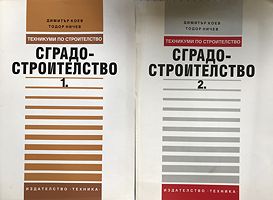 ДИМИТЪР КОЕВ
ТОДОР НИЧЕВ
ТЕХНИКУМИ ПО СТРОИТЕЛСТВО
СГРАДО-
СТРОИТЕЛСТВО
1.
ИЗДАТЕЛСТВО "ТЕХНИКА"
ДИМИТЪР КОЕВ
ТОДОР НИЧЕВ
ТЕХНИКУМИ ПО СТРОИТЕЛСТВО
СГРАДО-
СТРОИТЕЛСТВО
2.
ИЗДАТЕЛСТВО "ТЕХНИКА"